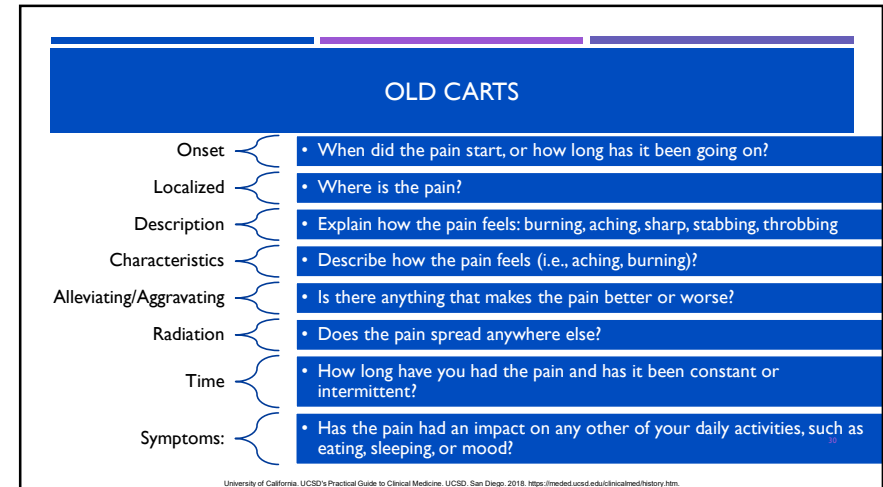 OLD CARTS
Onset
• When did the pain start, or how long has it been going on?
Localized
• Where is the pain?
Description
• Explain how the pain feels: burning, aching, sharp, stabbing, throbbing
Characteristics
• Describe how the pain feels (i.e., aching, burning)?
Alleviating/Aggravating
• Is there anything that makes the pain better or worse?
Radiation
• Does the pain spread anywhere else?
Time
• How long have you had the pain and has it been constant or
intermittent?
Symptoms:
• Has the pain had an impact on any other of your daily activities, such as
eating, sleeping, or mood?
30
University of California. UCSD's Practical Guide to Clinical Medicine. UCSD. San Diego. 2018. https://meded.ucsd.edu/clinicalmed/history.htm.